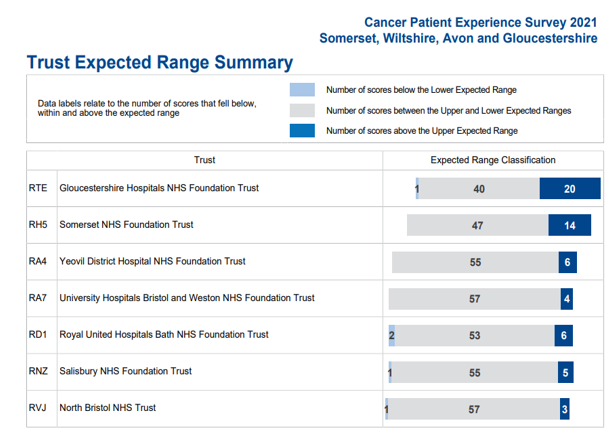 Cancer Patient Experience Survey 2021
Somerset, Wiltshire, Avon and Gloucestershire
Trust Expected Range Summary
Data labels relate to the number of scores that fell below,
within and above the expected range
Number of scores below the Lower Expected Range
Number of scores between the Upper and Lower Expected Ranges
Number of scores above the Upper Expected Range
Trust Expected Range Classification
RTE Gloucestershire Hospitals NHS Foundation Trust 1 40 20
RH5 Somerset NHS Foundation Trust 47 14
RA4 Yeovil District Hospital NHS Foundation Trust 55 6
RA7 University Hospitals Bristol and Weston NHS Foundation Trust 57 4
RD1 Royal United Hospitals Bath NHS Foundation Trust 2 53 6
RNZ Salisbury NHS Foundation Trust 1 55 5
RVJ North Bristol NHS Trust 1 57 3